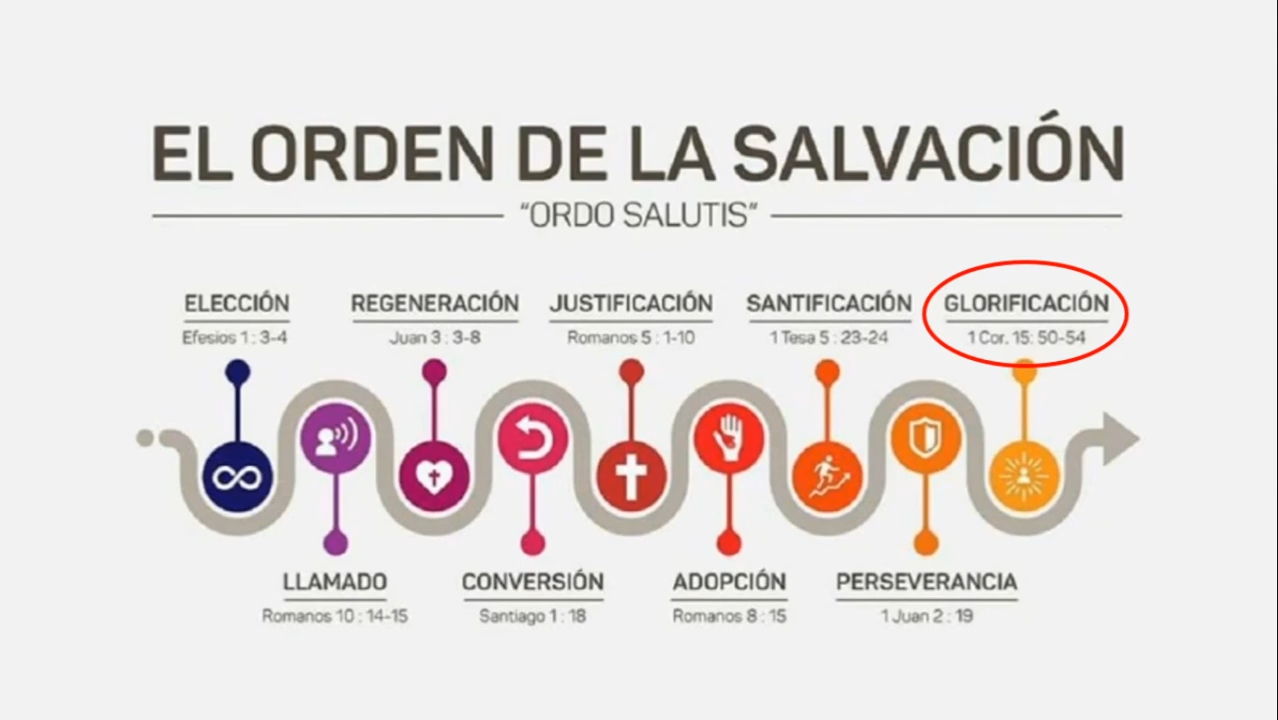 EL ORDEN DE LA SALVACIÓN
“ORDO SALUTIS”
ELECCIÓN
Efesios 1 : 3-4
REGENERACIÓN
Juan 3 : 3-8
JUSTIFICACIÓN
Romanos 5 : 1-10
SANTIFICACIÓN
1 Tesa 5 : 23-24
GLORIFICACIÓN
1 Cor. 15: 50-54
LLAMADO
Romanos 10 : 14-15
CONVERSIÓN
Santiago 1 : 18
ADOPCIÓN
Romanos 8 : 15
PERSEVERANCIA
1 Juan 2 : 19